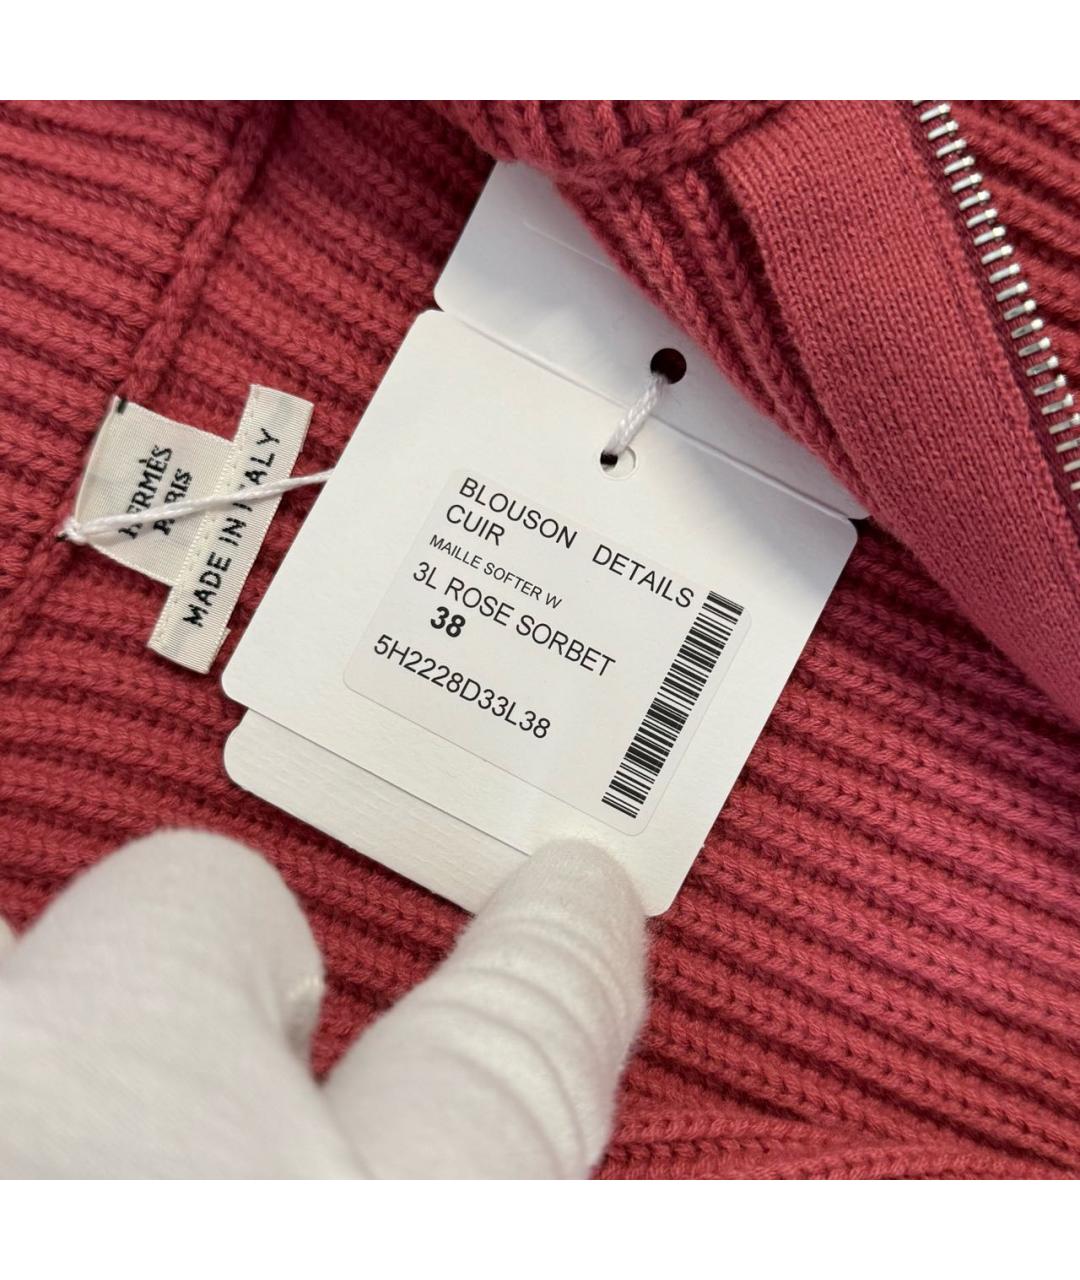 HERMÈS
PARIS
MADE IN ITALY
BLOUSON DETAILS
CUIR
MAILLE SOFTER W
3L ROSE SORBET
38
5H2228D33L38